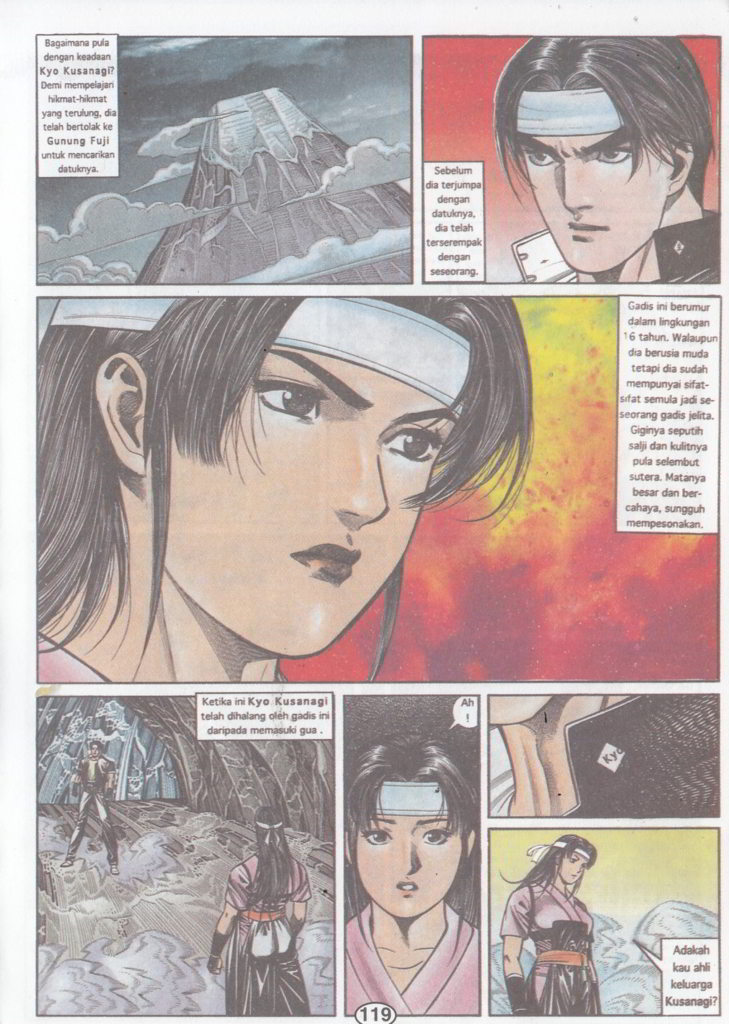 Bagaimana pula
dengan keadaan
Kyo Kusanagi?
Demi mempelajari
hikmat-hikmat
yang terulung, dia
telah bertolak ke
Gunung Fuji
untuk mencarikan
datuknya.
Sebelum
dia terjumpa
dengan
datuknya,
dia telah
terserempak
dengan
seseorang.
Gadis ini berumur
dalam lingkungan
16 tahun. Walaupun
dia berusia muda
tetapi dia sudah
mempunyai sifat-
sifat semula jadi se-
seorang gadis jelita.
Giginya seputih
salji dan kulitnya
pula selembut
sutera. Matanya
besar dan ber-
cahaya, sungguh
mempesonakan.
Ketika ini Kyo Kusanagi
telah dihalang oleh gadis ini
daripada memasuki gua .
Ah
!
Kyo
Adakah
kau ahli
keluarga
Kusanagi?
119